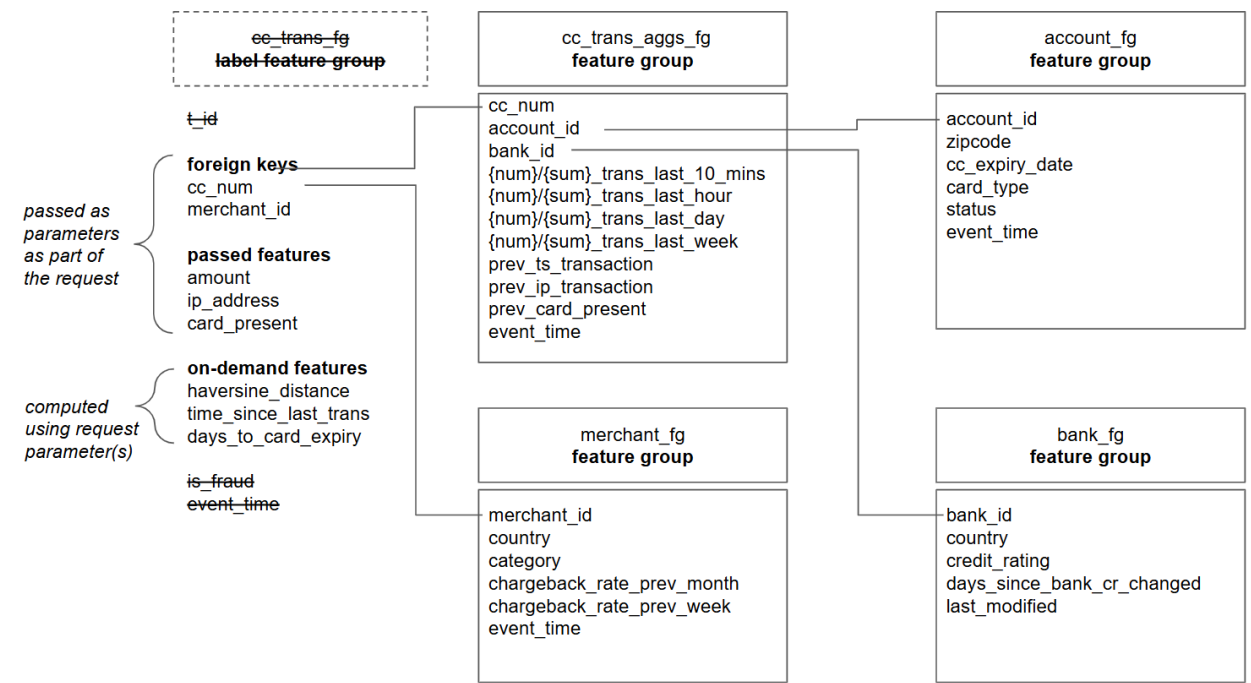 cc_trans_fg
label feature group
t_id
foreign keys
cc_num
merchant_id
passed features
amount
ip_address
card_present
on-demand features
haversine_distance
time_since_last_trans
days_to_card_expiry
is_fraud
event_time
passed as
parameters
as part of
the request
computed
using request
parameter(s)
cc_trans_aggs_fg
feature group
cc_num
account_id
bank_id
{num}/{sum}_trans_last_10_mins
{num}/{sum}_trans_last_hour
{num}/{sum}_trans_last_day
{num}/{sum}_trans_last_week
prev_ts_transaction
prev_ip_transaction
prev_card_present
event_time
account_fg
feature group
account_id
zipcode
cc_expiry_date
card_type
status
event_time
merchant_fg
feature group
merchant_id
country
category
chargeback_rate_prev_month
chargeback_rate_prev_week
event_time
bank_fg
feature group
bank_id
country
credit_rating
days_since_bank_cr_changed
last_modified